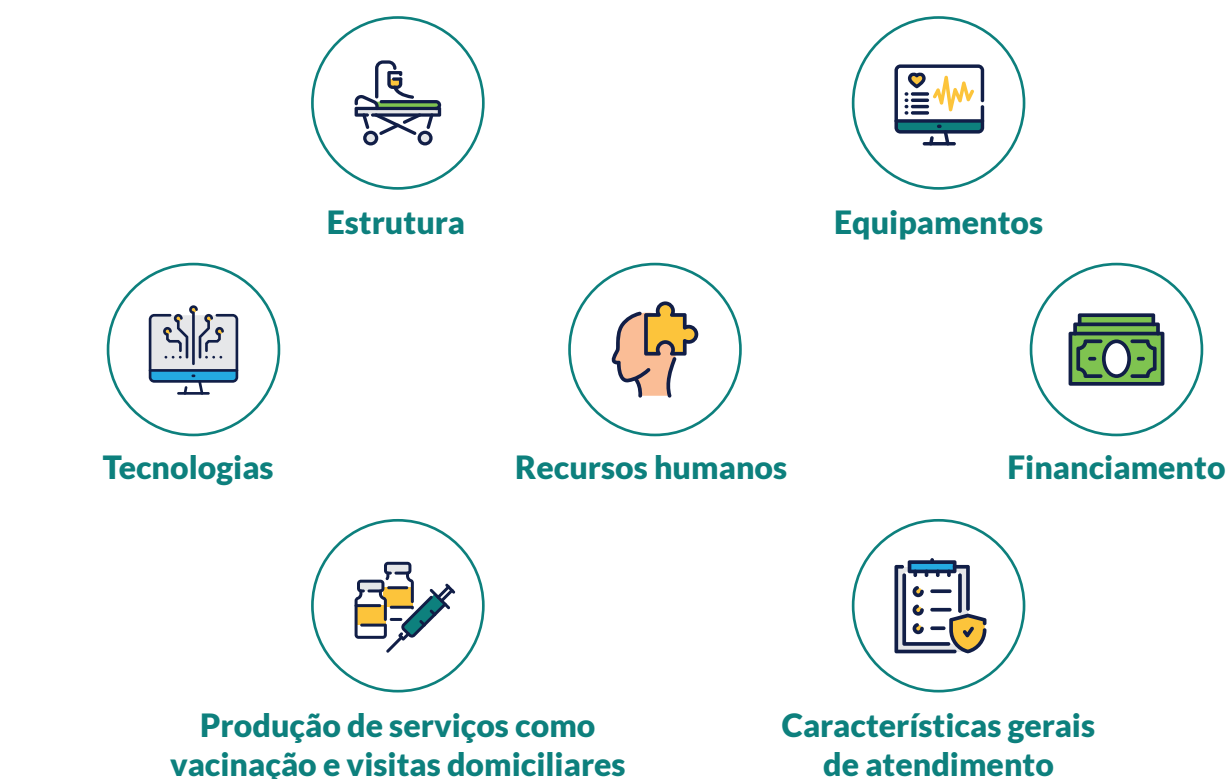 Estrutura
Equipamentos
Tecnologias
Recursos humanos
Financiamento
Produção de serviços como
vacinação e visitas domiciliares
Características gerais
de atendimento